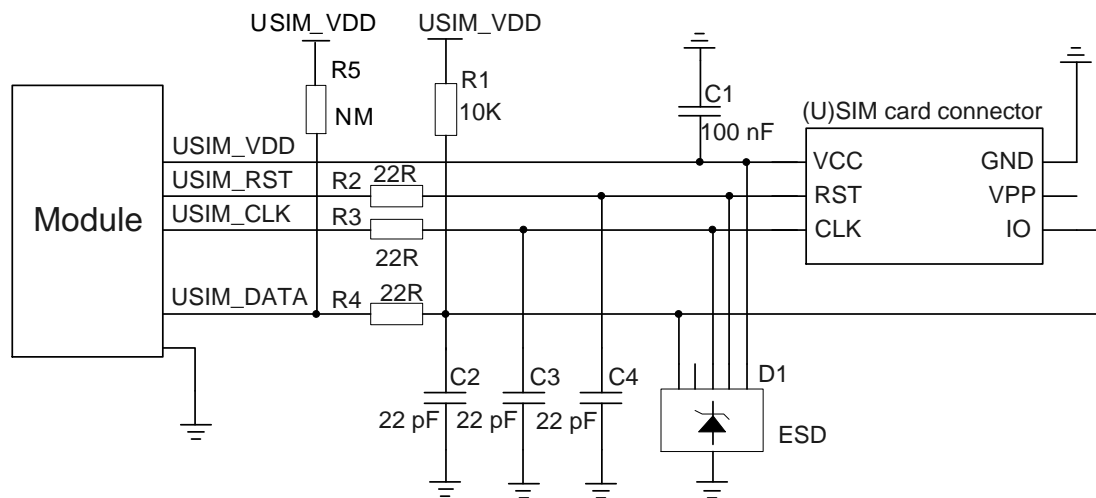 USIM_VDD USIM_VDD
R5 R1
NM 10K
C1
100 nF
(U)SIM card connector
Module
USIM_VDD
USIM_RST R2 22R
USIM_CLK R3
22R
USIM_DATA R4 22R
VCC GND
RST VPP
CLK IO
C2 C3 C4 D1
22 pF 22 pF 22 pF ESD